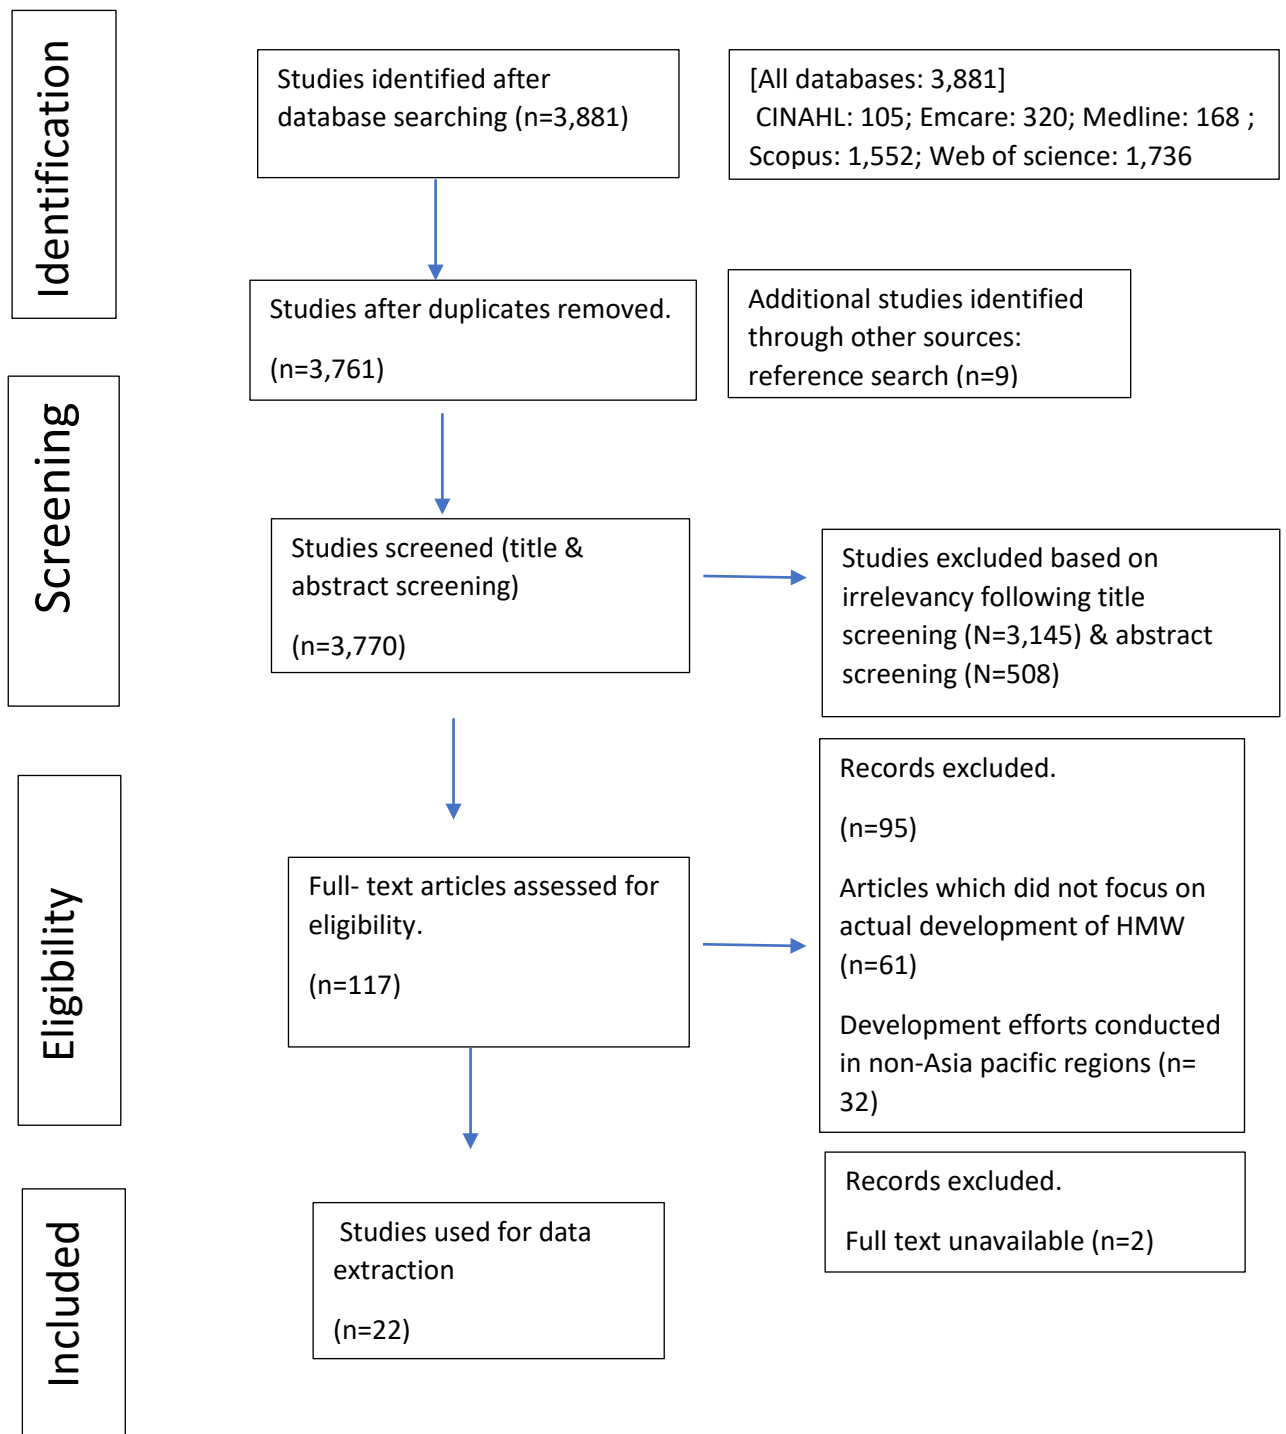 Identification
Studies identified after
database searching (n=3,881)
[All databases: 3,881]
CINAHL: 105; Emcare: 320; Medline: 168 ;
Scopus: 1,552; Web of science: 1,736
Studies after duplicates removed.
(n=3,761)
Additional studies identified
through other sources:
reference search (n=9)
Screening
Studies screened (title &
abstract screening)
(n=3,770)
Studies excluded based on
irrelevancy following title
screening (N=3,145) & abstract
screening (N=508)
Eligibility
Full- text articles assessed for
eligibility.
(n=117)
Records excluded.
(n=95)
Articles which did not focus on
actual development of HMW
(n=61)
Development efforts conducted
in non-Asia pacific regions (n=
32)
Included
Studies used for data
extraction
(n=22)
Records excluded.
Full text unavailable (n=2)